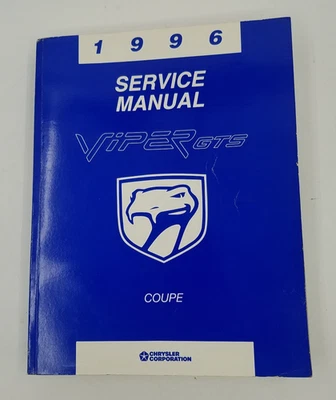 1996
SERVICE
MANUAL
VIPER GTS
COUPE
CHRYSLER
CORPORATION